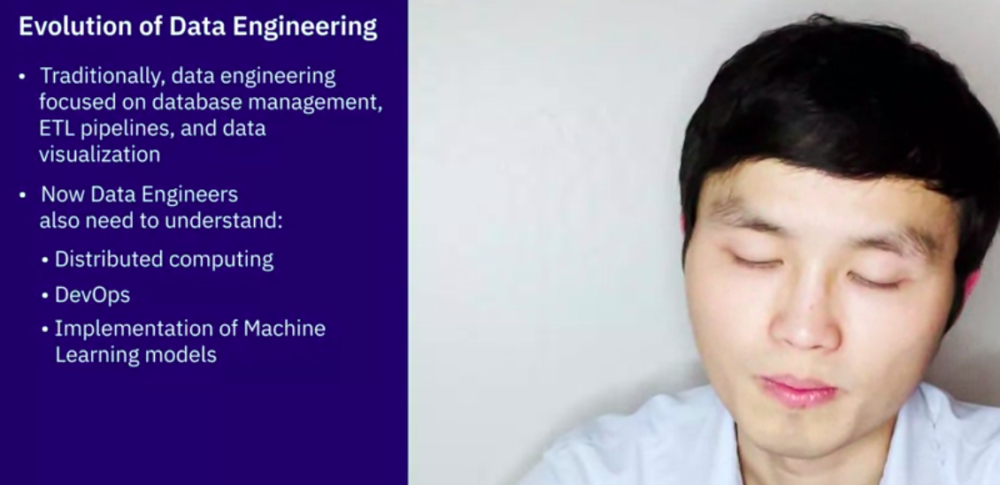 Evolution of Data Engineering
• Traditionally, data engineering
focused on database management,
ETL pipelines, and data
visualization
• Now Data Engineers
also need to understand:
• Distributed computing
• DevOps
• Implementation of Machine
Learning models